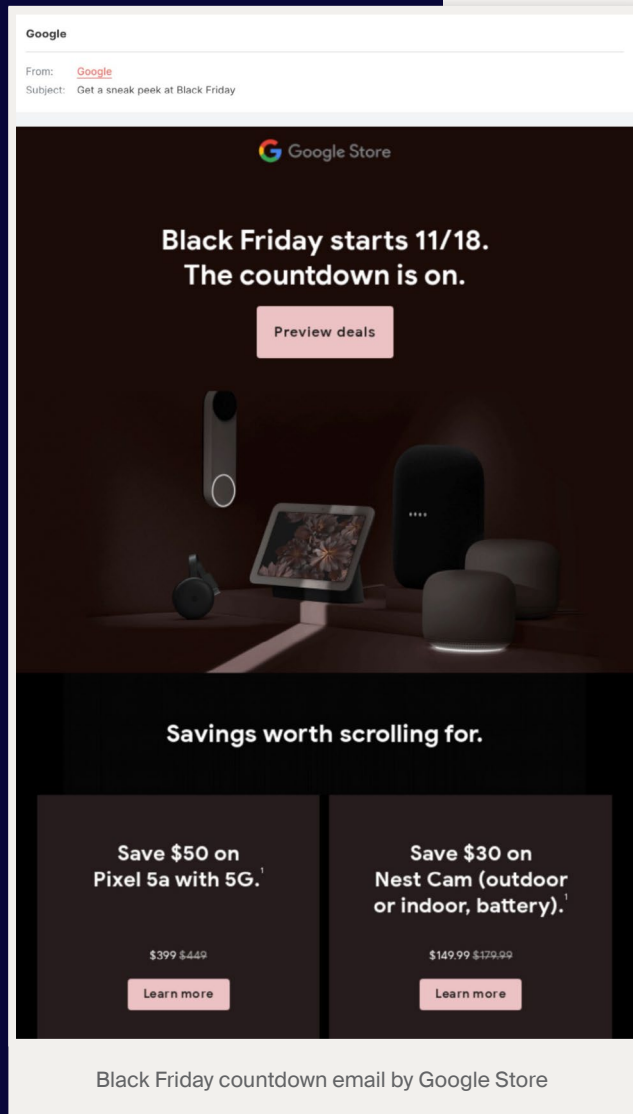 Google
From: Google
Subject: Get a sneak peek at Black Friday
Google Store
Black Friday starts 11/18.
The countdown is on.
Preview deals
Savings worth scrolling for.
Save $50 on
Pixel 5a with 5G.1
$399 $449
Learn more
Save $30 on
Nest Cam (outdoor
or indoor, battery).1
$149.99 $179.99
Learn more
Black Friday countdown email by Google Store